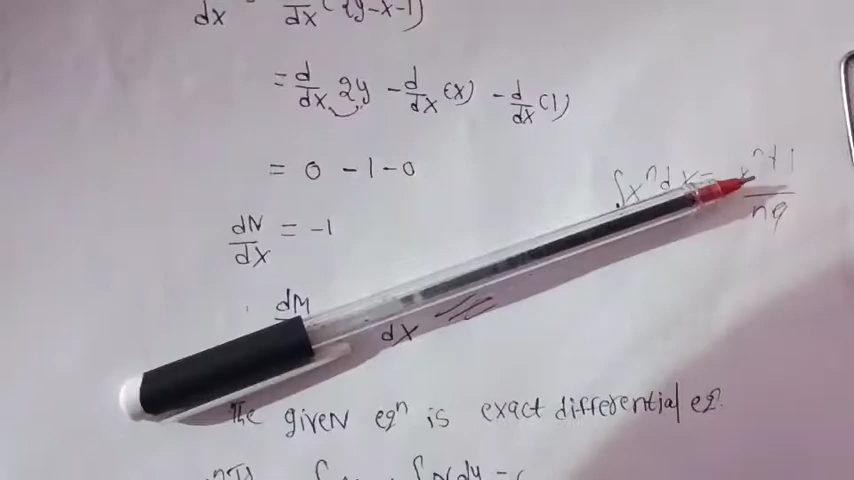 dx dx (2y-x-1)
= d/dx 2y - d/dx (x) - d/dx (1)
= 0 - 1 - 0
∫x^n dx = x^n+1
dN/dx = -1
dM
dx
The given eqⁿ is exact differential eq.